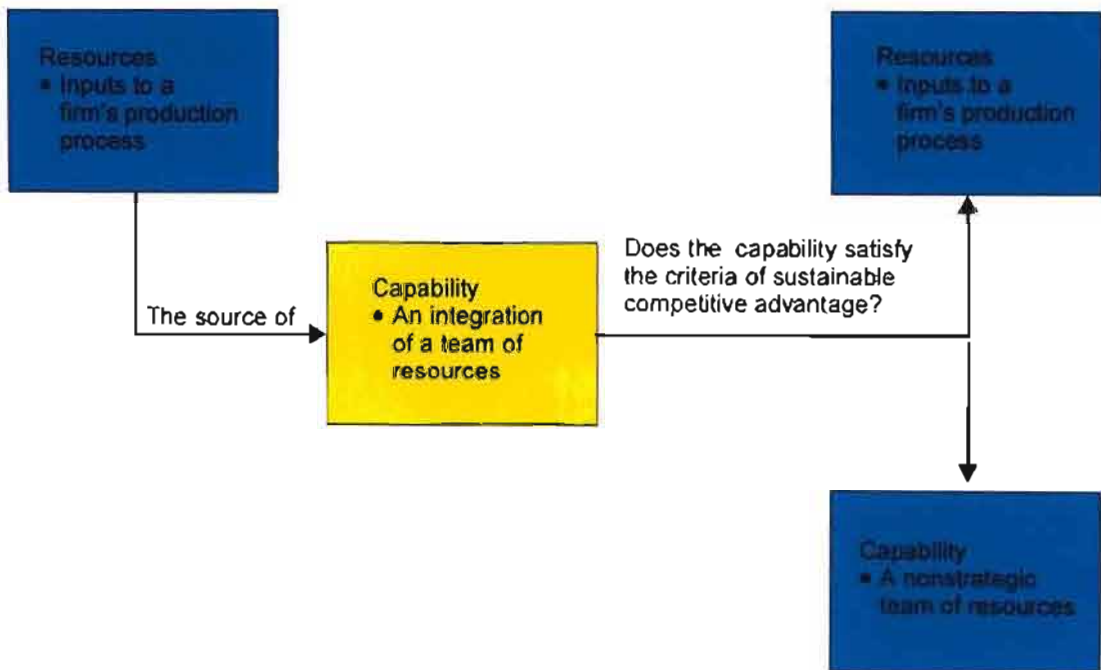 Resources
• Inputs to a
firm's production
process
Resources
• Inputs to a
firm's production
process
The source of
Capability
• An integration
of a team of
resources
Does the capability satisfy
the criteria of sustainable
competitive advantage?
Capability
• A nonstrategic
team of resources